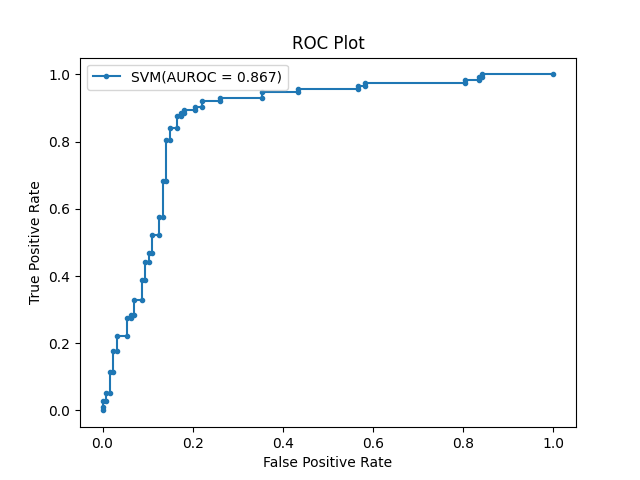 ROC Plot
SVM(AUROC = 0.867)
1.0
0.8
0.6
0.4
0.2
0.0
True Positive Rate
0.0 0.2 0.4 0.6 0.8 1.0
False Positive Rate